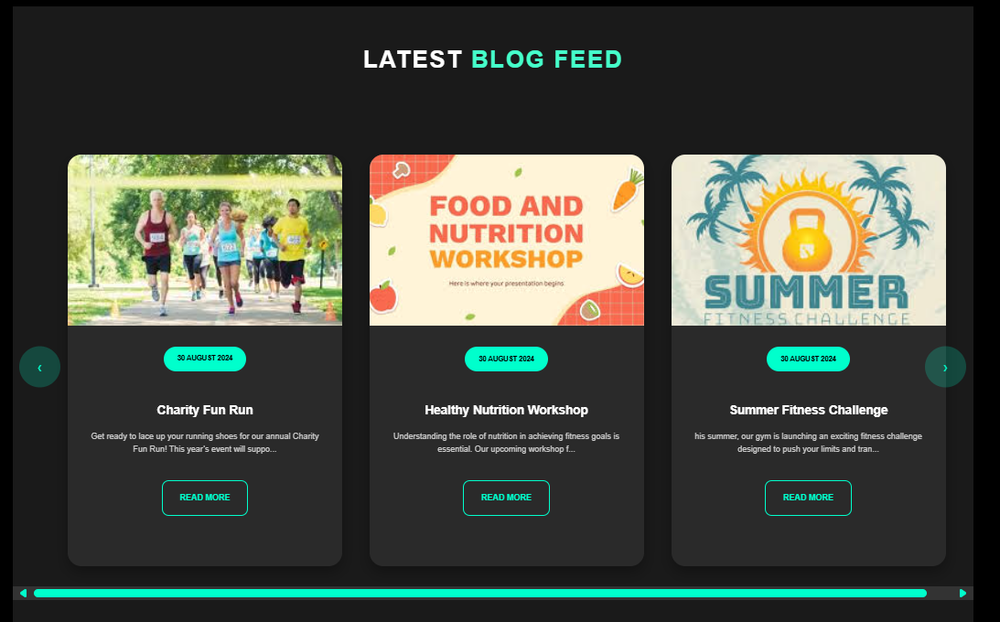 LATEST BLOG FEED
FOOD AND
NUTRITION
WORKSHOP
Here is where your presentation begins
SUMMER
FITNESS CHALLENGE
‹
30 AUGUST 2024
30 AUGUST 2024
30 AUGUST 2024
›
Charity Fun Run
Healthy Nutrition Workshop
Summer Fitness Challenge
Get ready to lace up your running shoes for our annual Charity
Fun Run! This year's event will suppo...
Understanding the role of nutrition in achieving fitness goals is
essential. Our upcoming workshop f...
his summer, our gym is launching an exciting fitness challenge
designed to push your limits and tran...
READ MORE
READ MORE
READ MORE